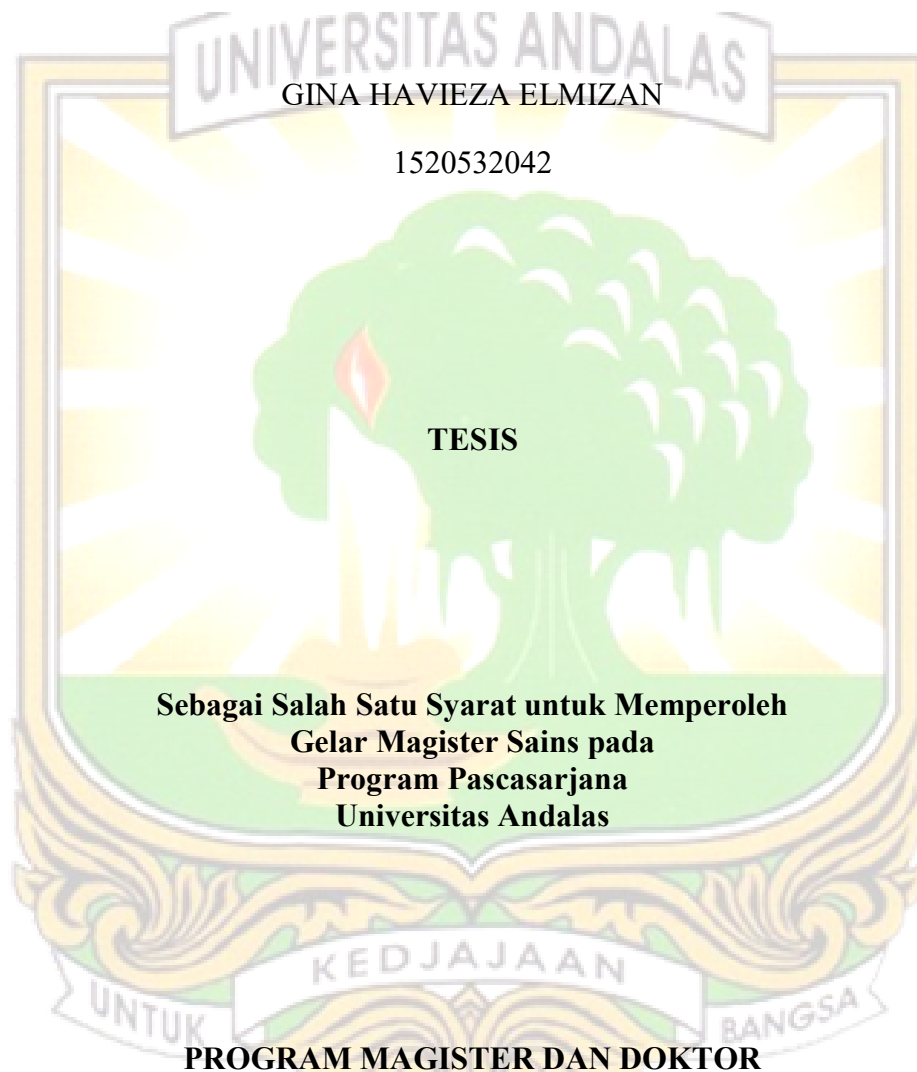 UNIVERSITAS ANDALAS
GINA HAVIEZA ELMIZAN
1520532042
TESIS
Sebagai Salah Satu Syarat untuk Memperoleh
Gelar Magister Sains pada
Program Pascasarjana
Universitas Andalas
KEDJAJAAN
UNTUK BANGSA
PROGRAM MAGISTER DAN DOKTOR